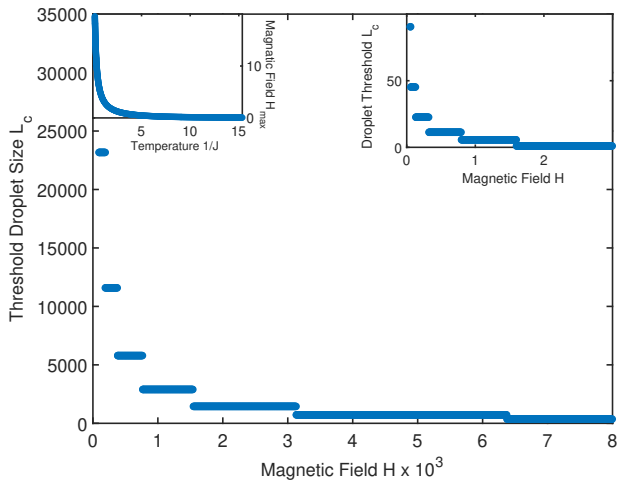 35000
30000
25000
20000
15000
10000
5000
0
Threshold Droplet Size L_c
0 1 2 3 4 5 6 7 8
Magnetic Field H x 10^3
10
0
Magnatic Field H_max
5 10 15
Temperature 1/J
50
0
Droplet Threshold L_c
0 1 2
Magnetic Field H